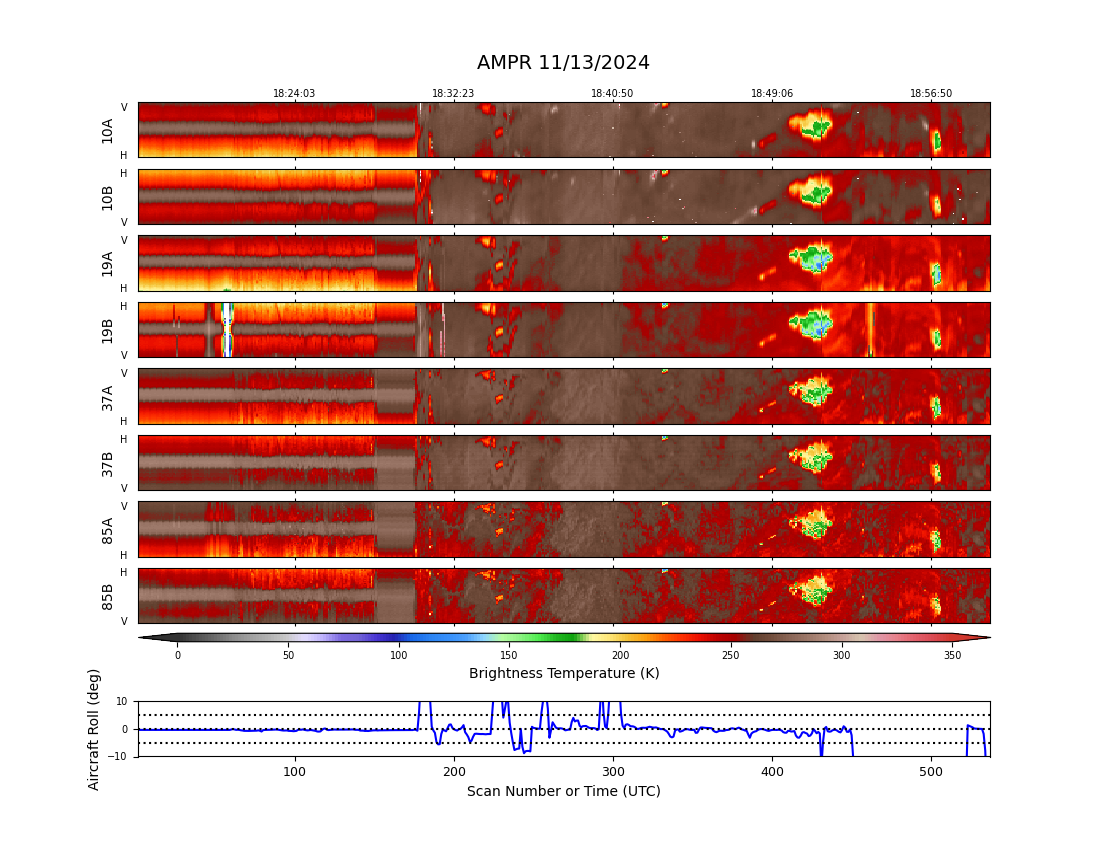 AMPR 11/13/2024
18:24:03 18:32:23 18:40:50 18:49:06 18:56:50
V
10A
H
H
10B
V
V
19A
H
H
19B
V
V
37A
H
H
37B
V
V
85A
H
H
85B
V
0 50 100 150 200 250 300 350
Brightness Temperature (K)
Aircraft Roll (deg)
10
0
−10
100 200 300 400 500
Scan Number or Time (UTC)